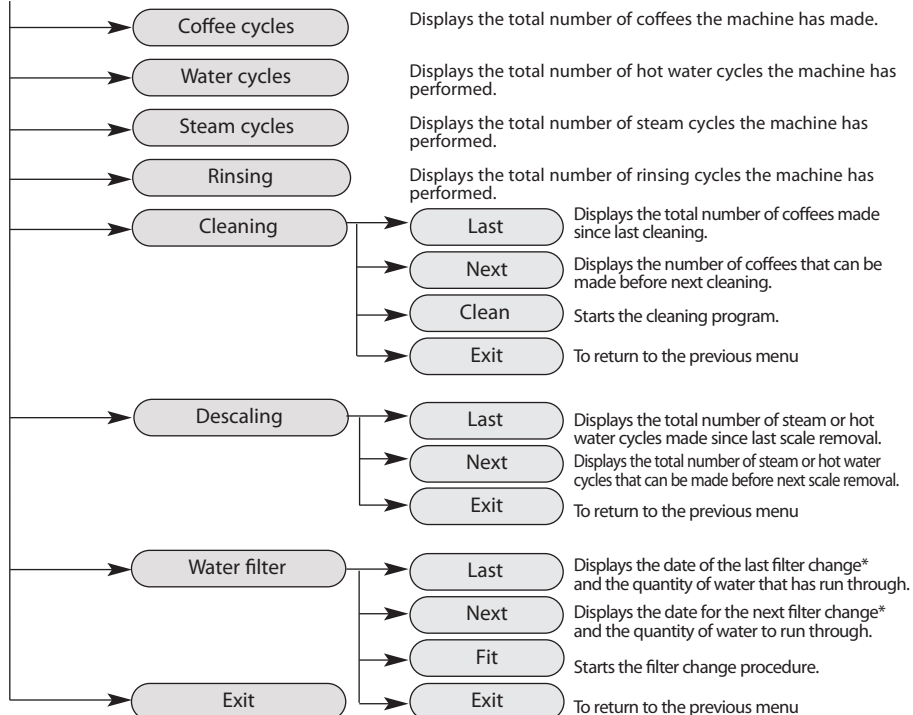 Coffee cycles
Displays the total number of coffees the machine has made.
Water cycles
Displays the total number of hot water cycles the machine has
performed.
Steam cycles
Displays the total number of steam cycles the machine has
performed.
Rinsing
Displays the total number of rinsing cycles the machine has
performed.
Cleaning
Last
Displays the total number of coffees made
since last cleaning.
Next
Displays the number of coffees that can be
made before next cleaning.
Clean
Starts the cleaning program.
Exit
To return to the previous menu
Descaling
Last
Displays the total number of steam or hot
water cycles made since last scale removal.
Next
Displays the total number of steam or hot water
cycles that can be made before next scale removal.
Exit
To return to the previous menu
Water filter
Last
Displays the date of the last filter change*
and the quantity of water that has run through.
Next
Displays the date for the next filter change*
and the quantity of water to run through.
Fit
Starts the filter change procedure.
Exit
To return to the previous menu
Exit